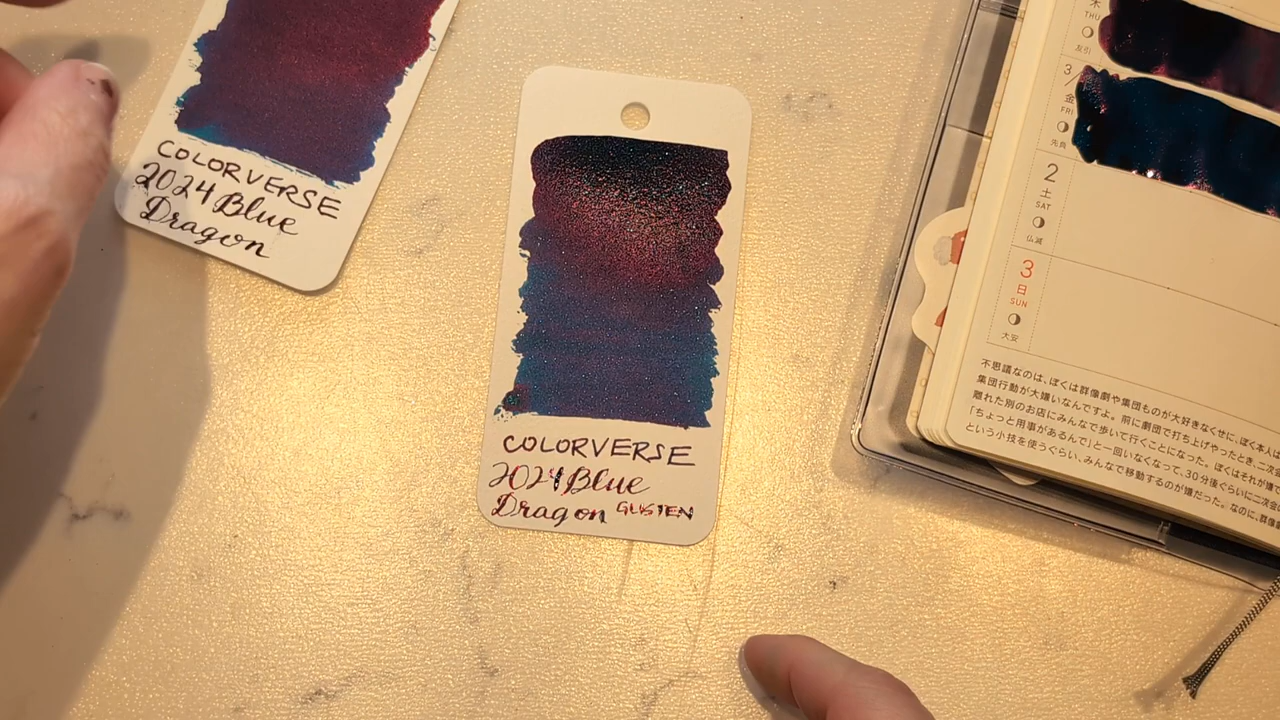 COLORVERSE
2024 Blue
Dragon
COLORVERSE
2024 Blue
Dragon GLISTEN
木
THU
友引
3/
金
FRI
先負
2
土
SAT
仏滅
3
日
SUN
大安
不思議なのは、ぼくは群像劇や集団ものが大好きなくせに、ぼく本人は
集団行動が大嫌いなんですよ。前に劇団で打ち上げやったとき、二次
離れた別のお店にみんなで歩いて行くことになった。ぼくはそれが嫌で
「ちょっと用事があるんで」と一回いなくなって、30分後ぐらいに二次会
という小技を使うぐらい、みんなで移動するのが嫌だった。なのに、群像